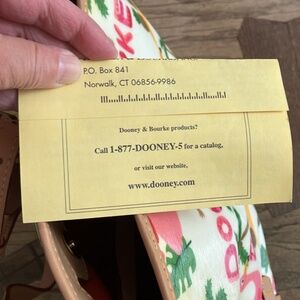 P.O. Box 841
Norwalk, CT 06856-9986
Dooney & Bourke products?
Call 1-877-DOONEY-5 for a catalog,
or visit our website,
www.dooney.com
DOO